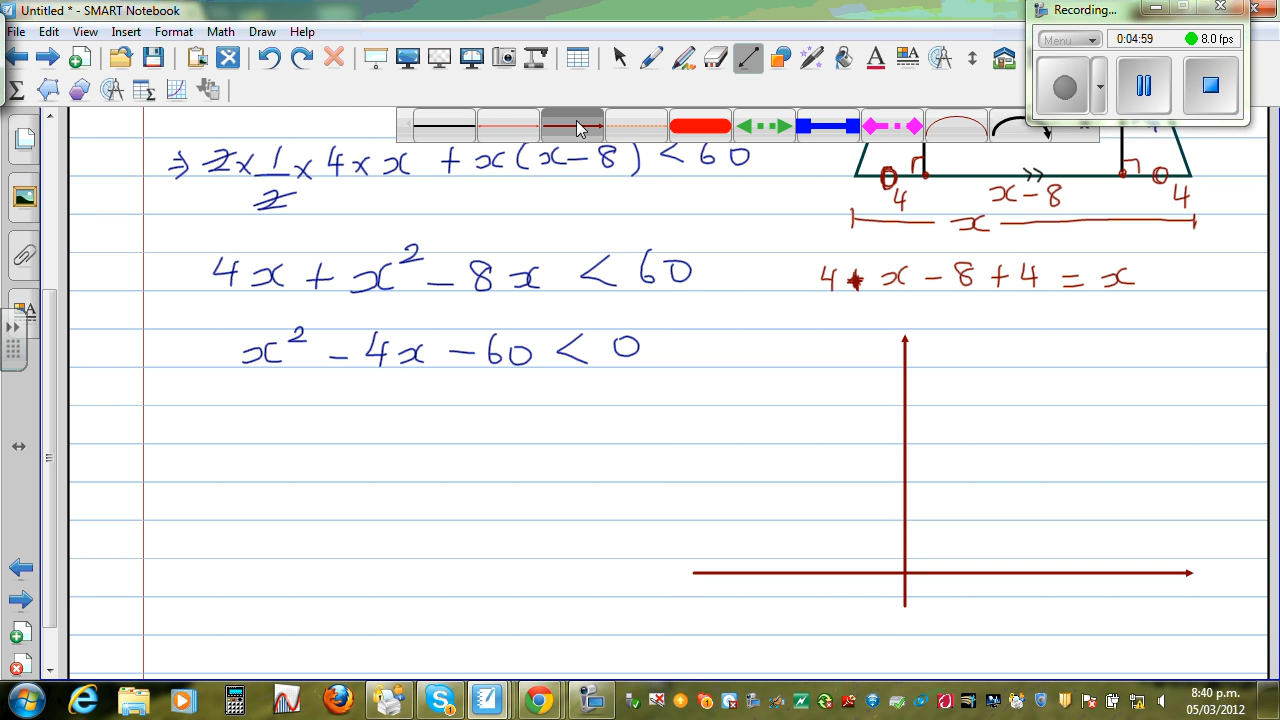 Untitled * - SMART Notebook
Recording...
File Edit View Insert Format Math Draw Help
Menu
0:04:59
8.0 fps
⇒ 2 × 1/2 × 4 × x + x(x-8) < 60
4 x-8 4
x
4x + x² - 8x < 60
4 + x - 8 + 4 = x
x² - 4x - 60 < 0
8:40 p.m.
05/03/2012